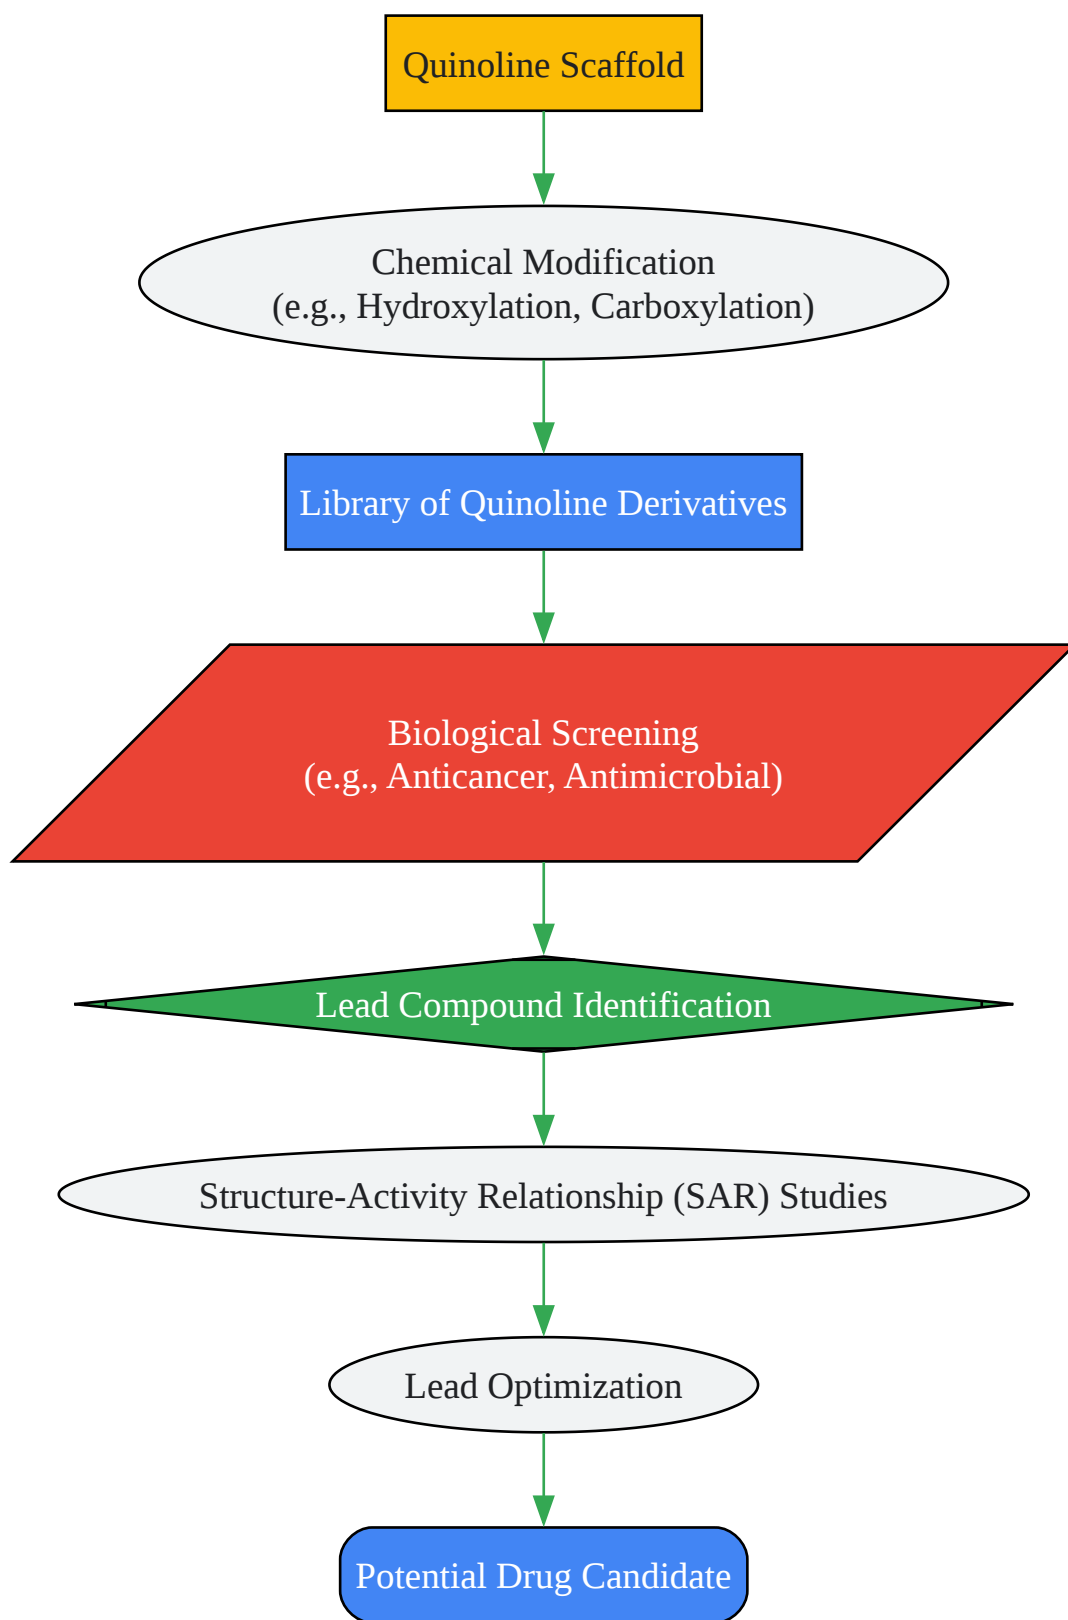 Quinoline Scaffold
Chemical Modification
(e.g., Hydroxylation, Carboxylation)
Library of Quinoline Derivatives
Biological Screening
(e.g., Anticancer, Antimicrobial)
Lead Compound Identification
Structure-Activity Relationship (SAR) Studies
Lead Optimization
Potential Drug Candidate